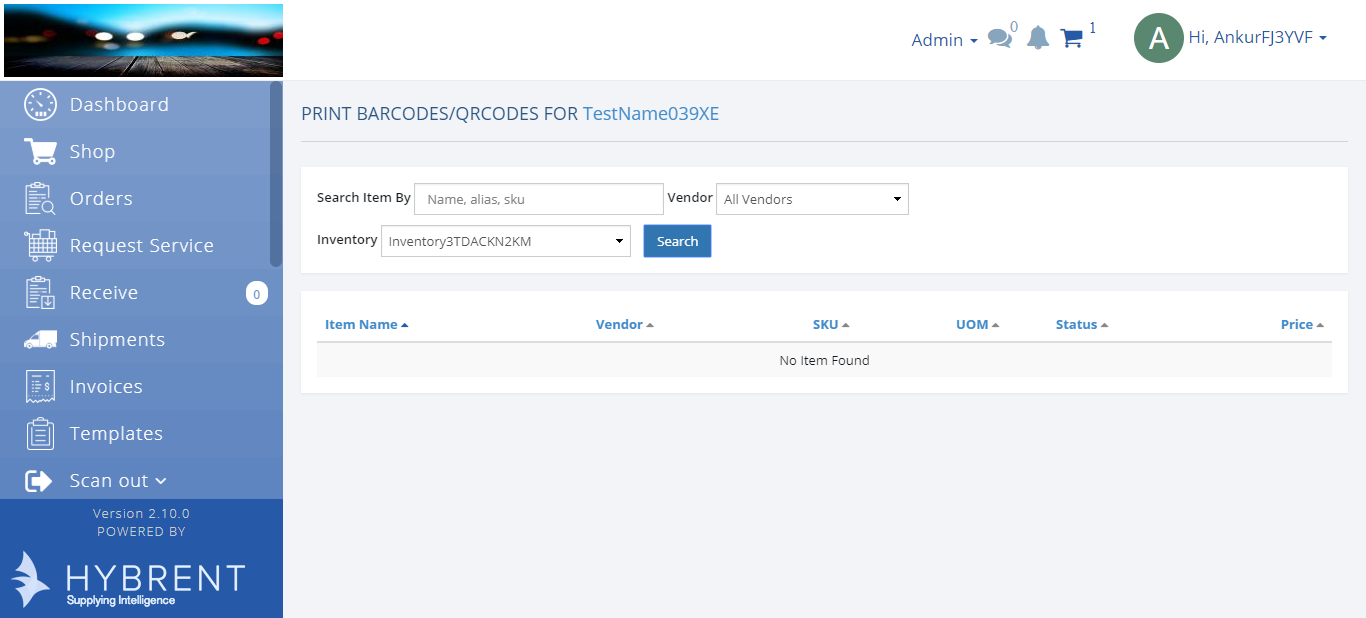 Admin 0 1 A Hi, AnkurFJ3YVF
Dashboard
Shop
Orders
Request Service
Receive 0
Shipments
Invoices
Templates
Scan out
Version 2.10.0
POWERED BY
HYBRENT
Supplying Intelligence
PRINT BARCODES/QRCODES FOR TestName039XE
Search Item By Name, alias, sku Vendor All Vendors
Inventory Inventory3TDACKN2KM Search
Item Name Vendor SKU UOM Status Price
No Item Found